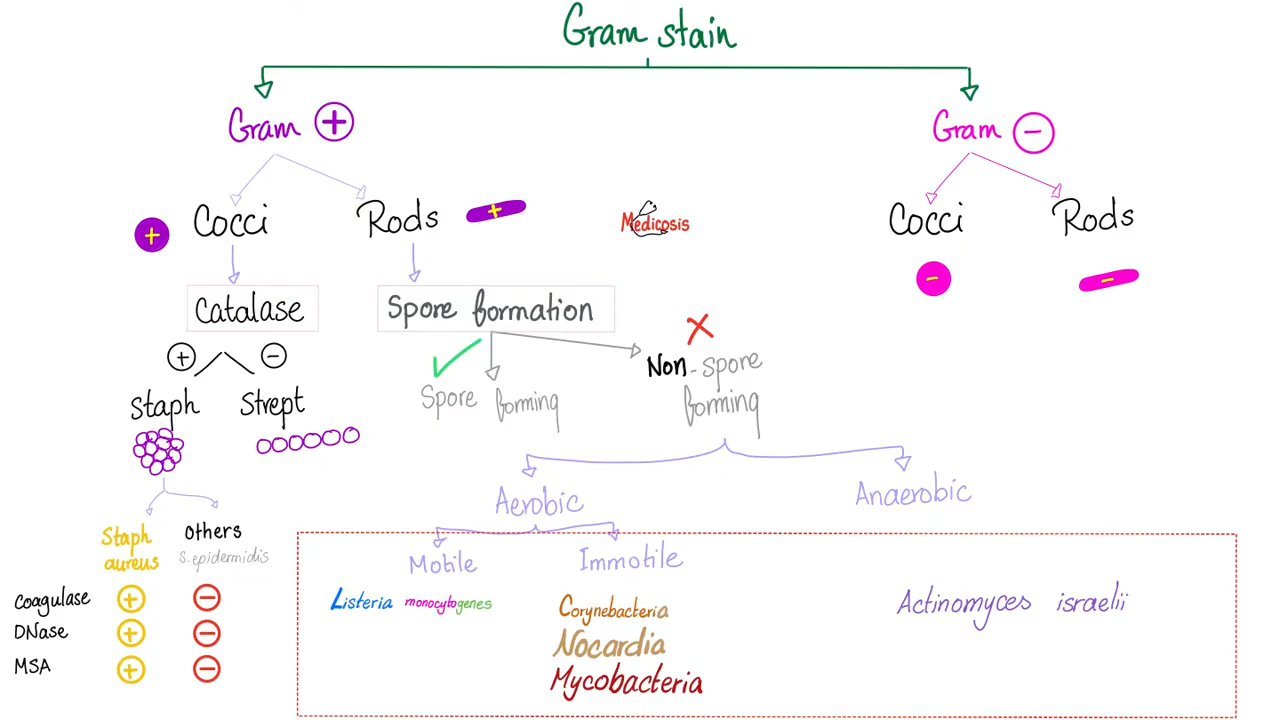 Gram stain
Gram +
Gram −
+ Cocci
Rods +
Medicosis
Cocci
Rods
−
−
Catalase
Spore formation
+ −
Non-spore
forming
Spore forming
Staph Strept
Aerobic
Anaerobic
Staph
aureus
Others
S.epidermidis
Motile
Immotile
Coagulase + −
DNase + −
MSA + −
Listeria monocytogenes
Corynebacteria
Nocardia
Mycobacteria
Actinomyces israelii